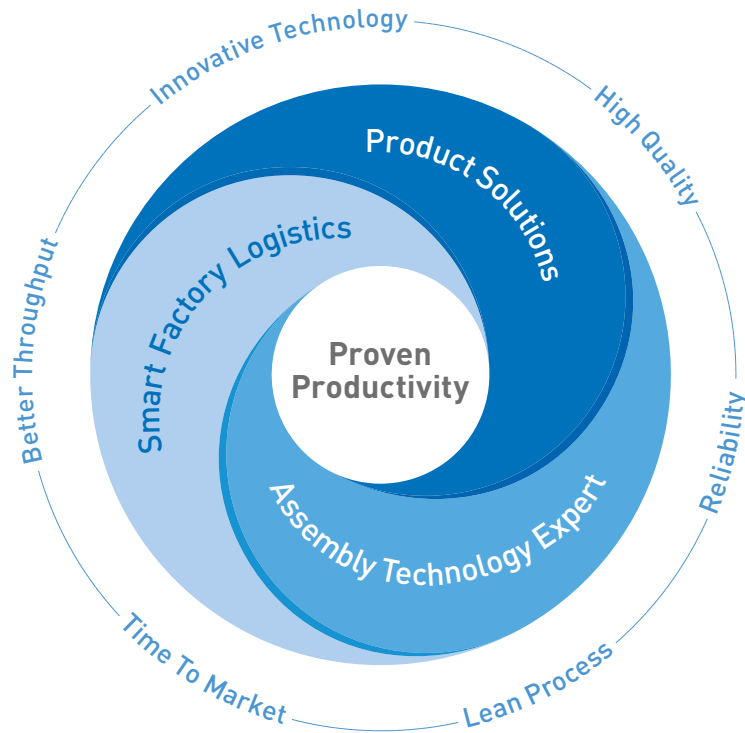 Innovative Technology
High Quality
Reliability
Lean Process
Time To Market
Better Throughput
Product Solutions
Smart Factory Logistics
Assembly Technology Expert
Proven
Productivity